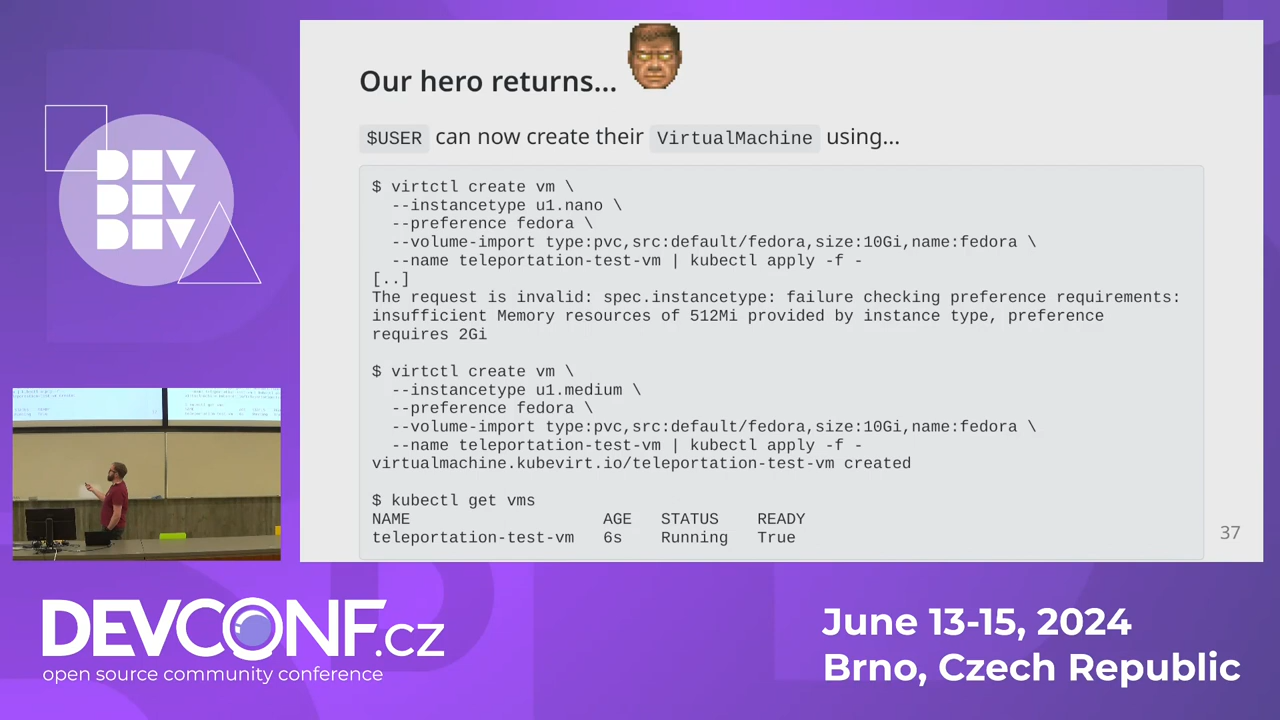 Our hero returns...
$USER can now create their VirtualMachine using...
$ virtctl create vm \
--instancetype u1.nano \
--preference fedora \
--volume-import type:pvc,src:default/fedora,size:10Gi,name:fedora \
--name teleportation-test-vm | kubectl apply -f -
[..]
The request is invalid: spec.instancetype: failure checking preference requirements:
insufficient Memory resources of 512Mi provided by instance type, preference
requires 2Gi
$ virtctl create vm \
--instancetype u1.medium \
--preference fedora \
--volume-import type:pvc,src:default/fedora,size:10Gi,name:fedora \
--name teleportation-test-vm | kubectl apply -f -
virtualmachine.kubevirt.io/teleportation-test-vm created
$ kubectl get vms
NAME AGE STATUS READY
teleportation-test-vm 6s Running True
37
DEV
DEV
DEV
DEVCONF.cz
open source community conference
June 13-15, 2024
Brno, Czech Republic